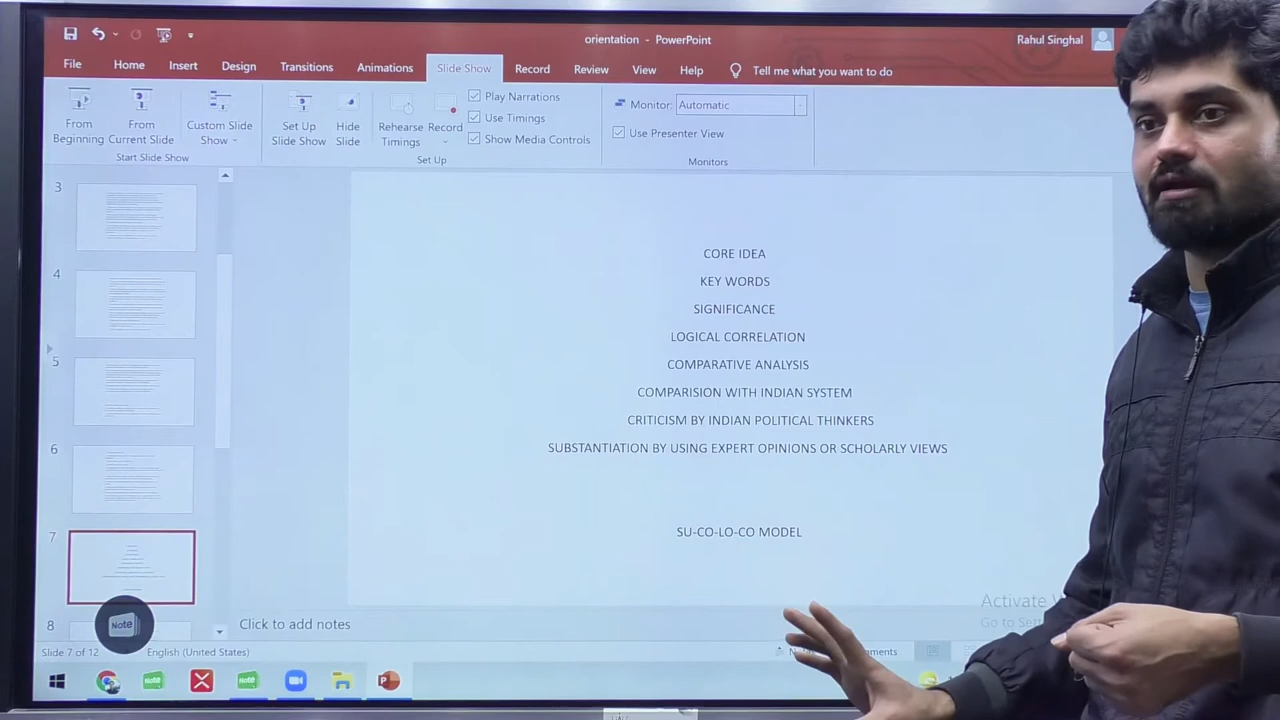 orientation - PowerPoint
Rahul Singhal
File Home Insert Design Transitions Animations Slide Show Record Review View Help Tell me what you want to do
From Beginning
From Current Slide
Custom Slide Show
Start Slide Show
Set Up Slide Show
Hide Slide
Rehearse Timings
Record
Play Narrations
Use Timings
Show Media Controls
Set Up
Monitor: Automatic
Use Presenter View
Monitors
3
4
5
6
7
8
CORE IDEA
KEY WORDS
SIGNIFICANCE
LOGICAL CORRELATION
COMPARATIVE ANALYSIS
COMPARISION WITH INDIAN SYSTEM
CRITICISM BY INDIAN POLITICAL THINKERS
SUBSTANTIATION BY USING EXPERT OPINIONS OR SCHOLARLY VIEWS
SU-CO-LO-CO MODEL
Activate
Go to
Note
Click to add notes
Slide 7 of 12 English (United States)
Note
Note